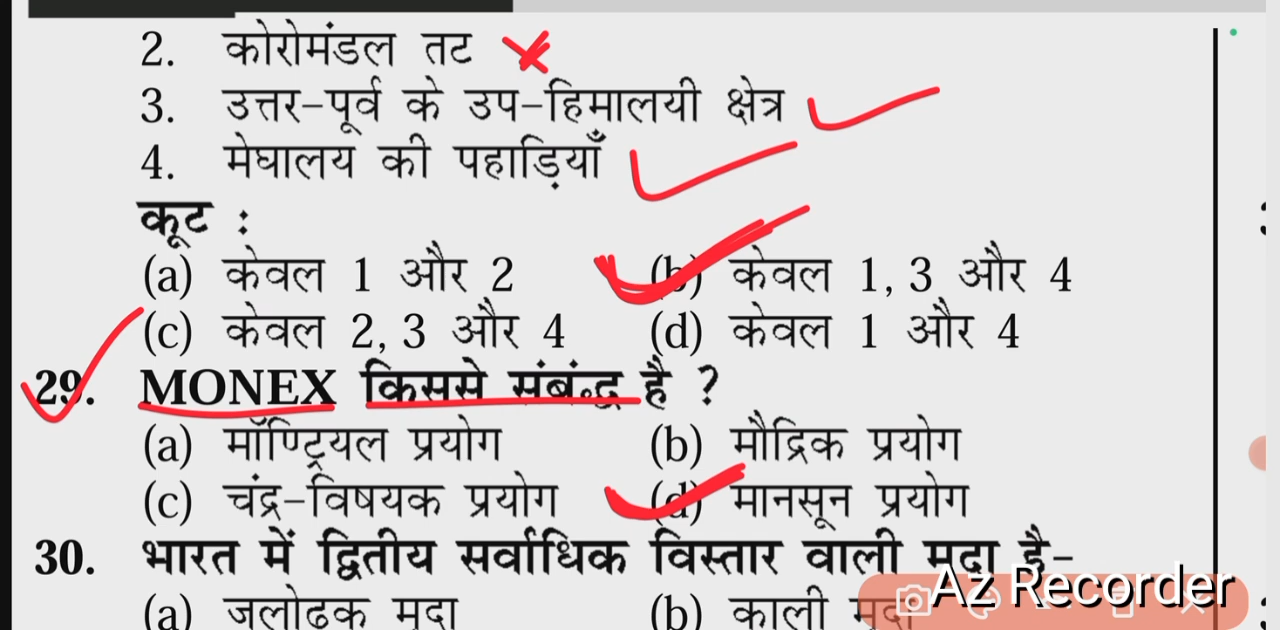 2. कोरोमंडल तट
3. उत्तर-पूर्व के उप-हिमालयी क्षेत्र
4. मेघालय की पहाड़ियाँ
कूट :
(a) केवल 1 और 2 (b) केवल 1, 3 और 4
(c) केवल 2, 3 और 4 (d) केवल 1 और 4
29. MONEX किससे संबंन्द्ध है ?
(a) मॉण्ट्रियल प्रयोग (b) मौद्रिक प्रयोग
(c) चंद्र-विषयक प्रयोग (d) मानसून प्रयोग
30. भारत में द्वितीय सर्वाधिक विस्तार वाली मृदा है-
(a) जलोढक मृदा (b) काली मृदा
Az Recorder